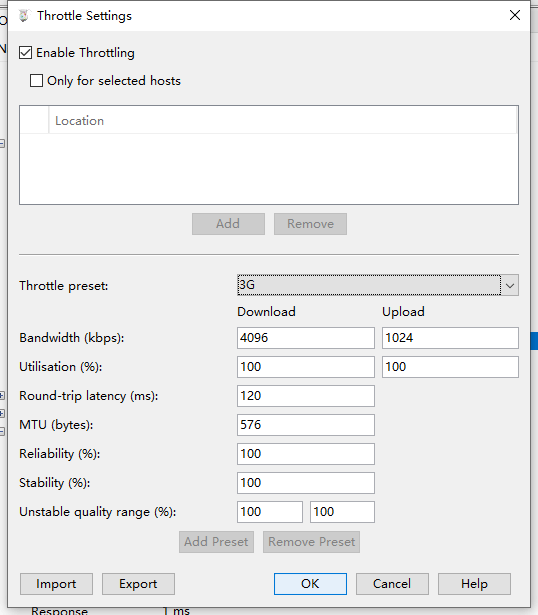 Throttle Settings
Enable Throttling
Only for selected hosts
Location
Add Remove
Throttle preset: 3G
Download Upload
Bandwidth (kbps): 4096 1024
Utilisation (%): 100 100
Round-trip latency (ms): 120
MTU (bytes): 576
Reliability (%): 100
Stability (%): 100
Unstable quality range (%): 100 100
Add Preset Remove Preset
Import Export OK Cancel Help
Response 1 ms